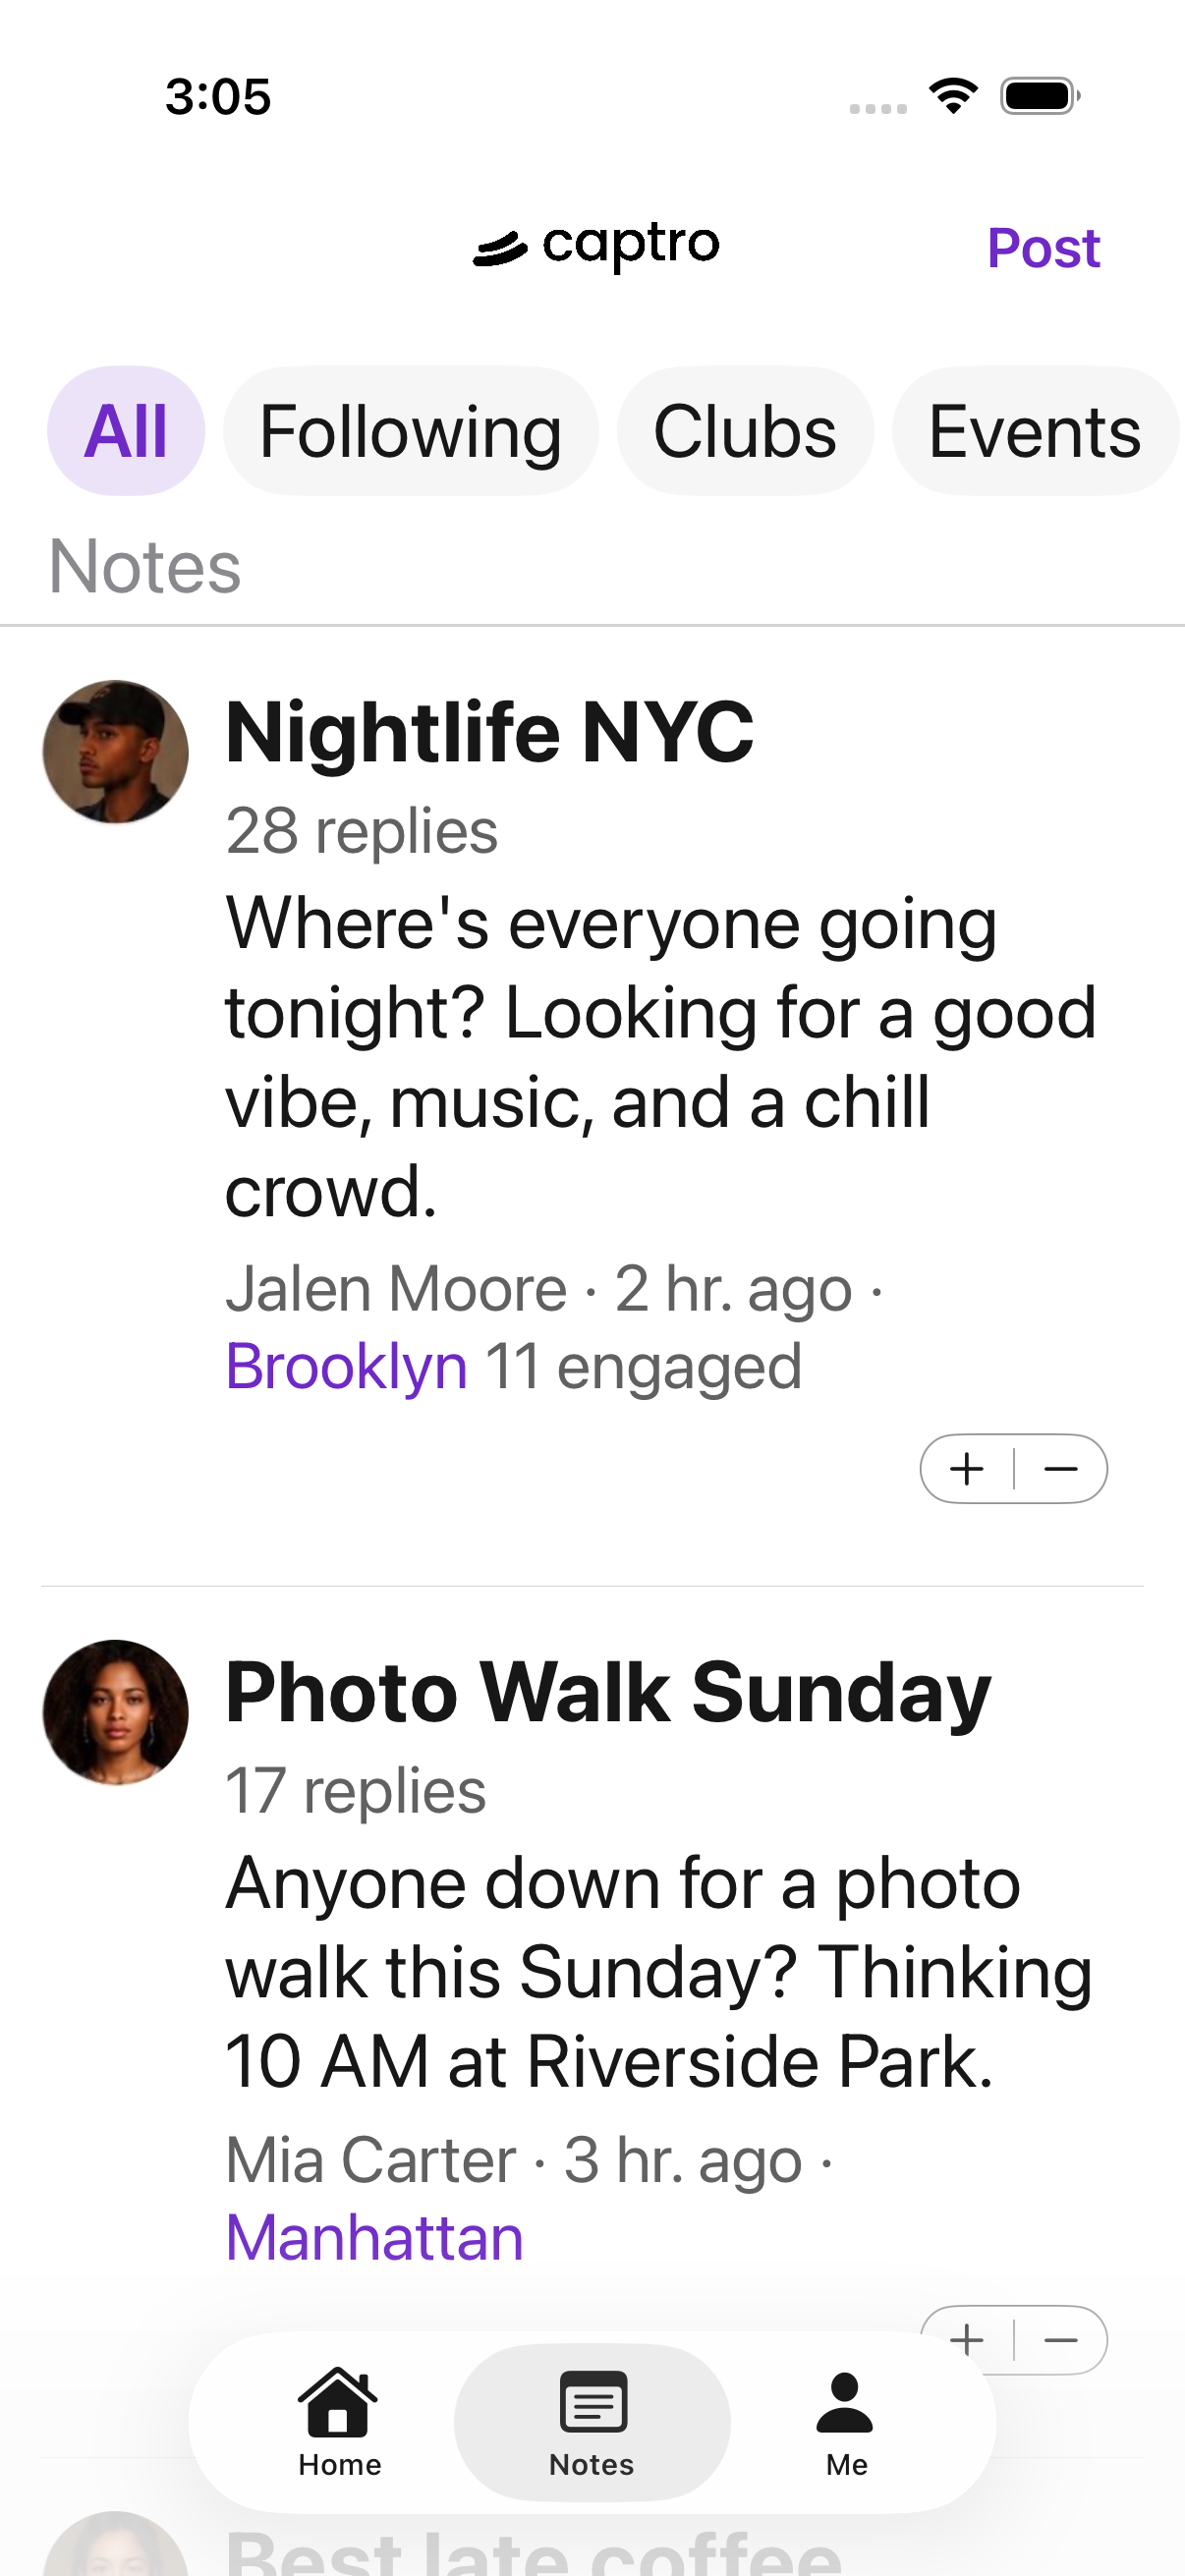 3:05
captro
Post
All
Following
Clubs
Events
Notes
Nightlife NYC
28 replies
Where's everyone going
tonight? Looking for a good
vibe, music, and a chill
crowd.
Jalen Moore · 2 hr. ago ·
Brooklyn 11 engaged
+ | −
Photo Walk Sunday
17 replies
Anyone down for a photo
walk this Sunday? Thinking
10 AM at Riverside Park.
Mia Carter · 3 hr. ago ·
Manhattan
+ | −
Home
Notes
Me
Best late coffee